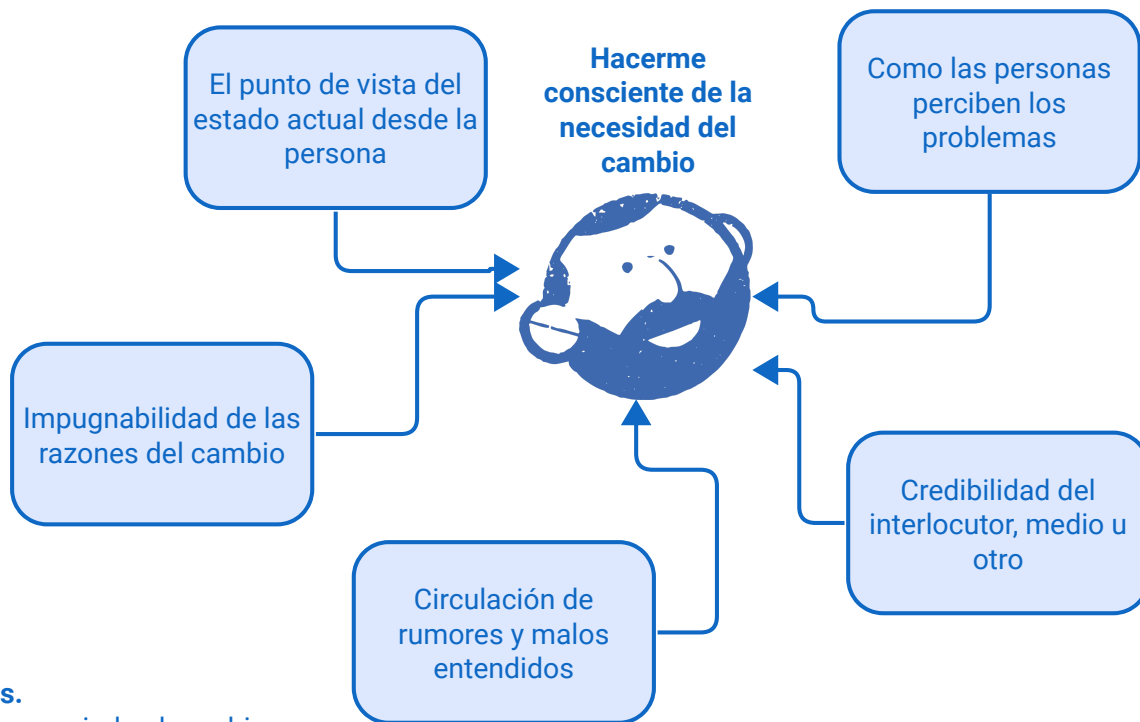 El punto de vista del
estado actual desde la
persona
Hacerme
consciente de la
necesidad del
cambio
Como las personas
perciben los
problemas
Impugnabilidad de las
razones del cambio
Credibilidad del
interlocutor, medio u
otro
Circulación de
rumores y malos
entendidos
s.